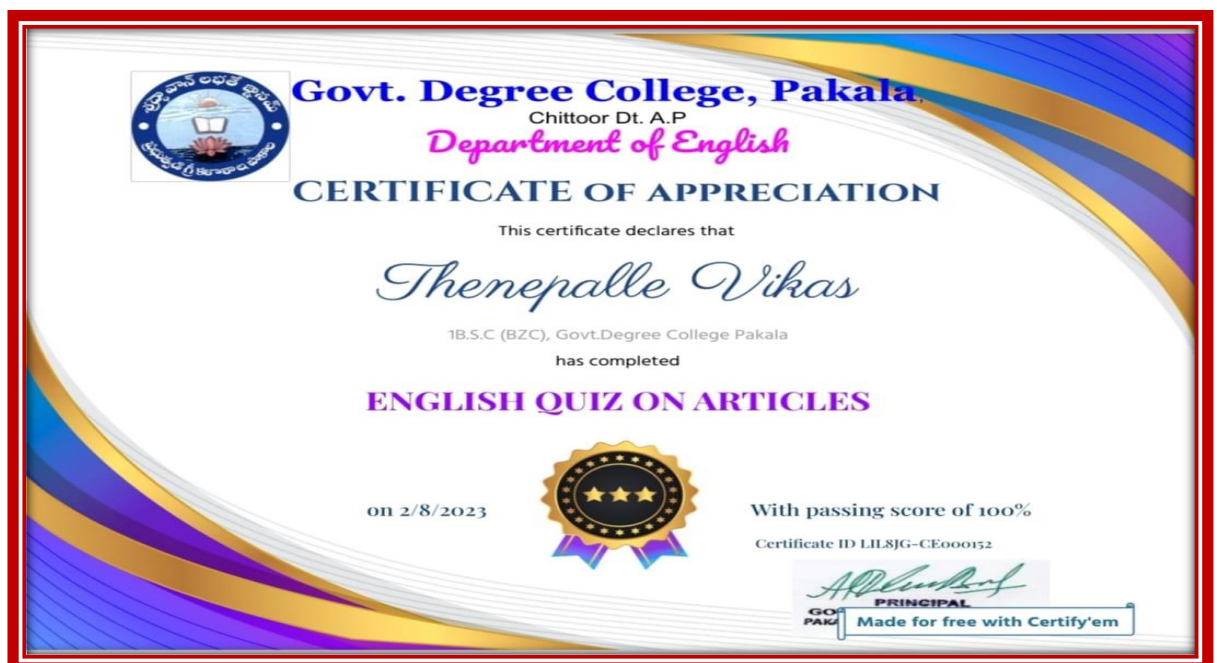 Govt. Degree College, Pakala,
Chittoor Dt. A.P
Department of English
CERTIFICATE OF APPRECIATION
This certificate declares that
Thenepalle Vikas
1B.S.C (BZC), Govt.Degree College Pakala
has completed
ENGLISH QUIZ ON ARTICLES
on 2/8/2023
With passing score of 100%
Certificate ID LIL8JG-CE000152
PRINCIPAL
Made for free with Certify'em